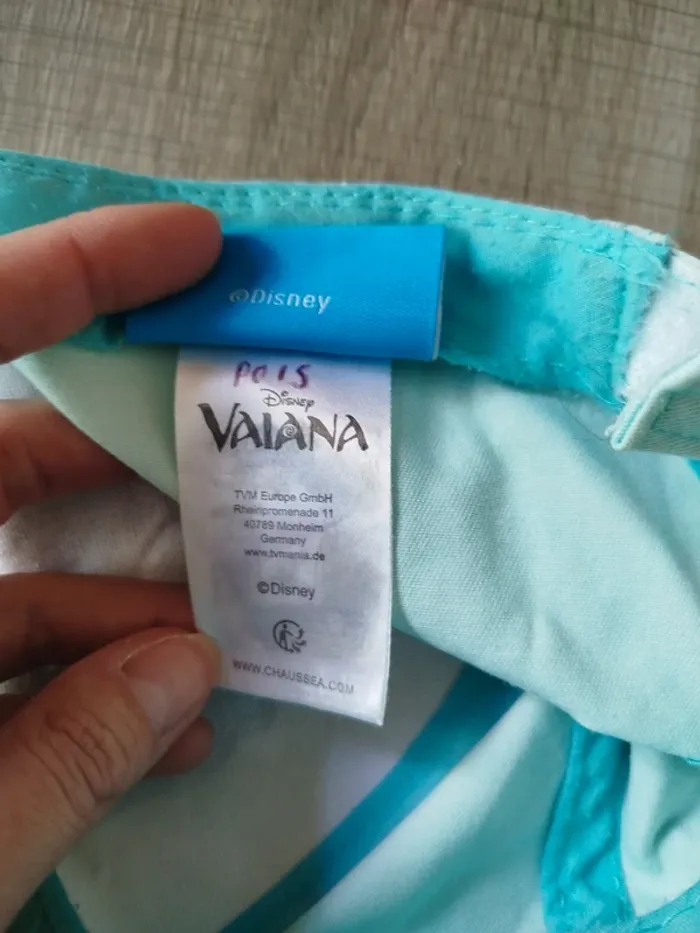 ©Disney
Disney
VAIANA
TVM Europe GmbH
Rheinpromenade 11
40789 Monheim
Germany
www.tvmania.de
©Disney
WWW.CHAUSSEA.COM